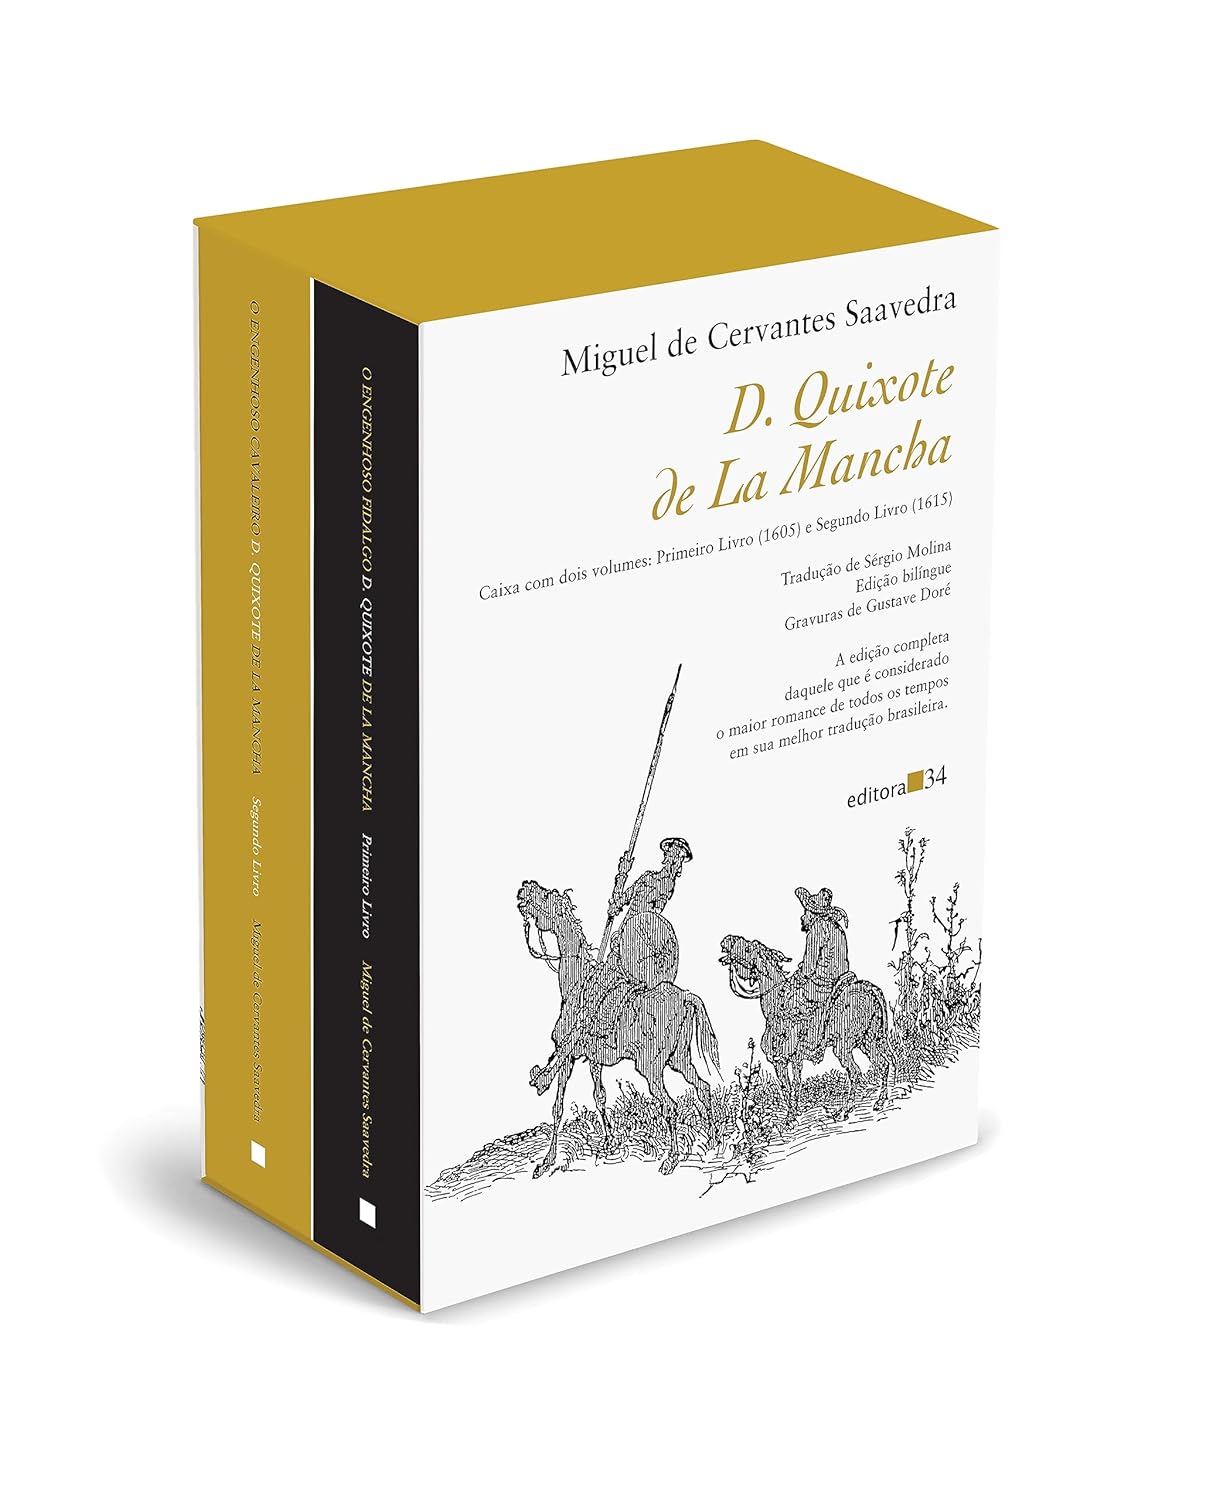 Miguel de Cervantes Saavedra
D. Quixote
de La Mancha
Caixa com dois volumes: Primeiro Livro (1605) e Segundo Livro (1615)
Tradução de Sérgio Molina
Edição bilíngue
Gravuras de Gustave Doré
A edição completa
daquele que é considerado
o maior romance de todos os tempos
em sua melhor tradução brasileira.
editora 34
O ENGENHOSO CAVALEIRO D. QUIXOTE DE LA MANCHA Segundo Livro Miguel de Cervantes Saavedra
O ENGENHOSO FIDALGO D. QUIXOTE DE LA MANCHA Primeiro Livro Miguel de Cervantes Saavedra